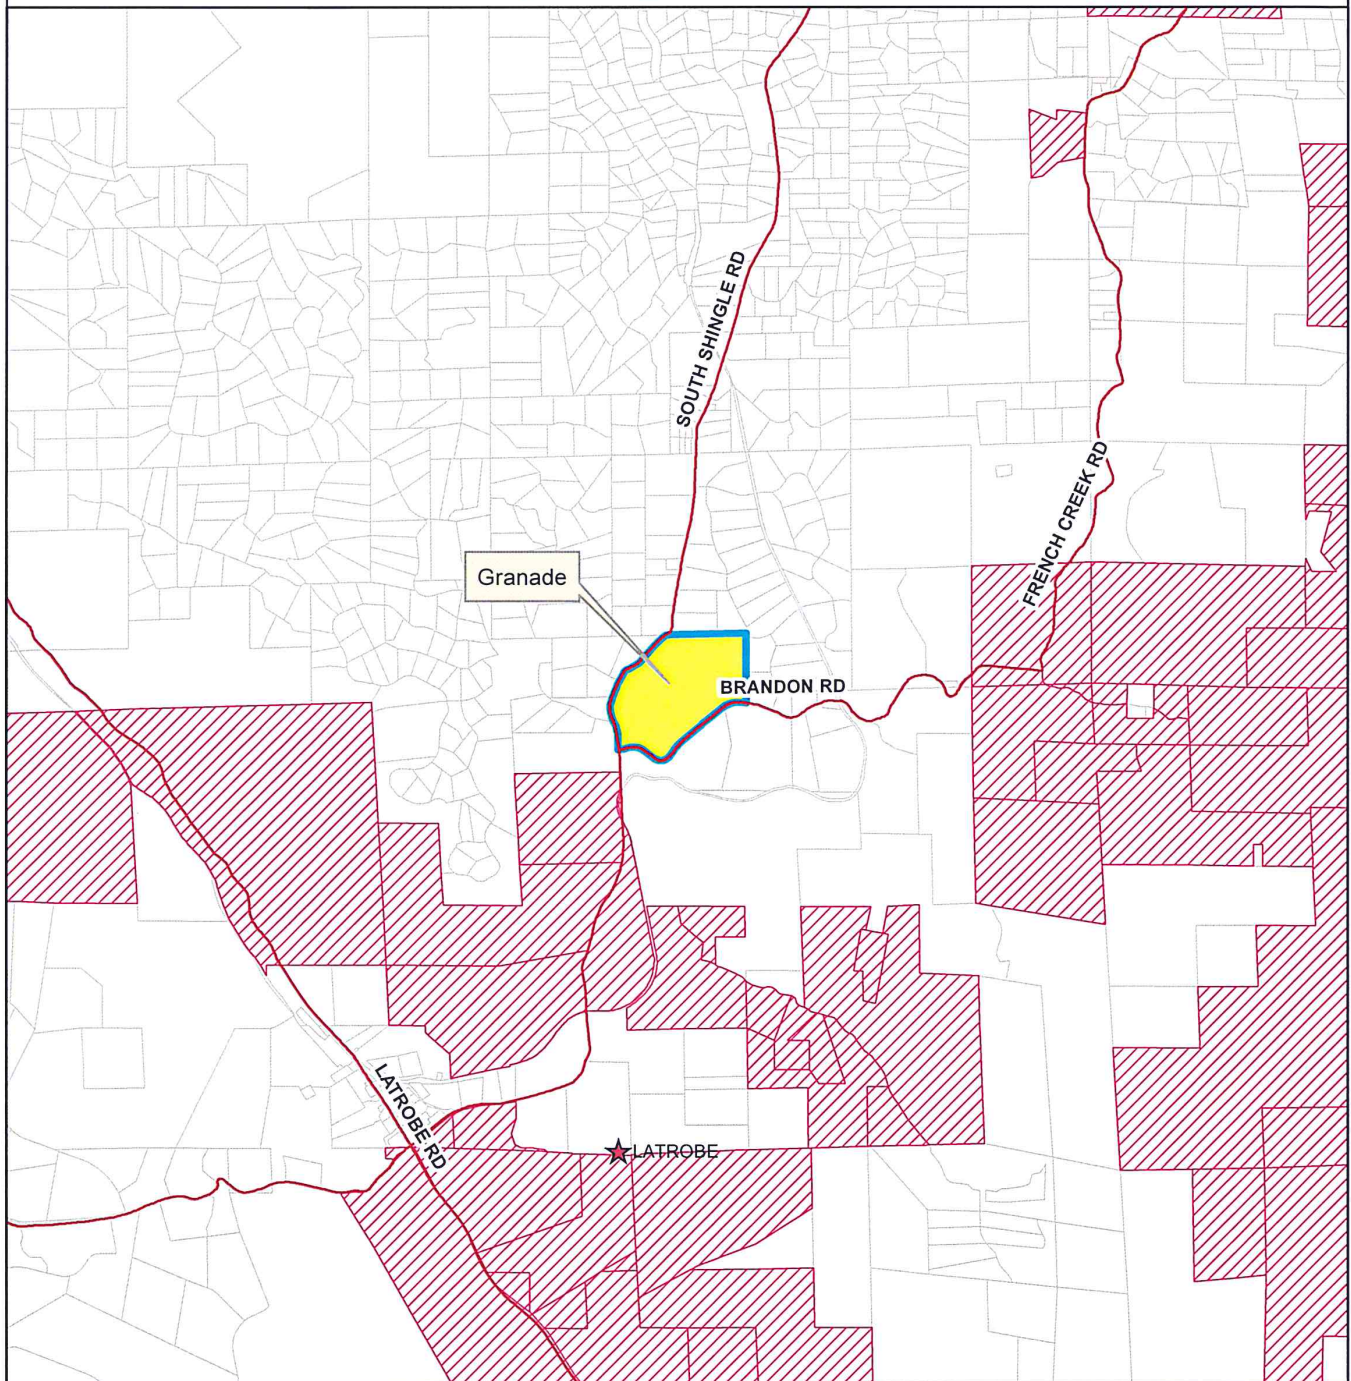 SOUTH SHINGLE RD
FRENCH CREEK RD
Granade
BRANDON RD
LATROBE RD
LATROBE